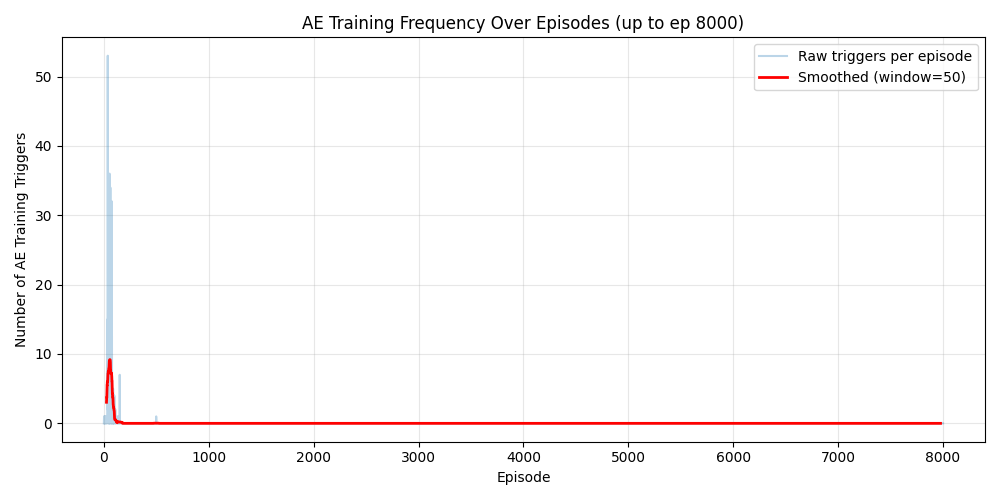 AE Training Frequency Over Episodes (up to ep 8000)
Raw triggers per episode
Smoothed (window=50)
Number of AE Training Triggers
50
40
30
20
10
0
0 1000 2000 3000 4000 5000 6000 7000 8000
Episode